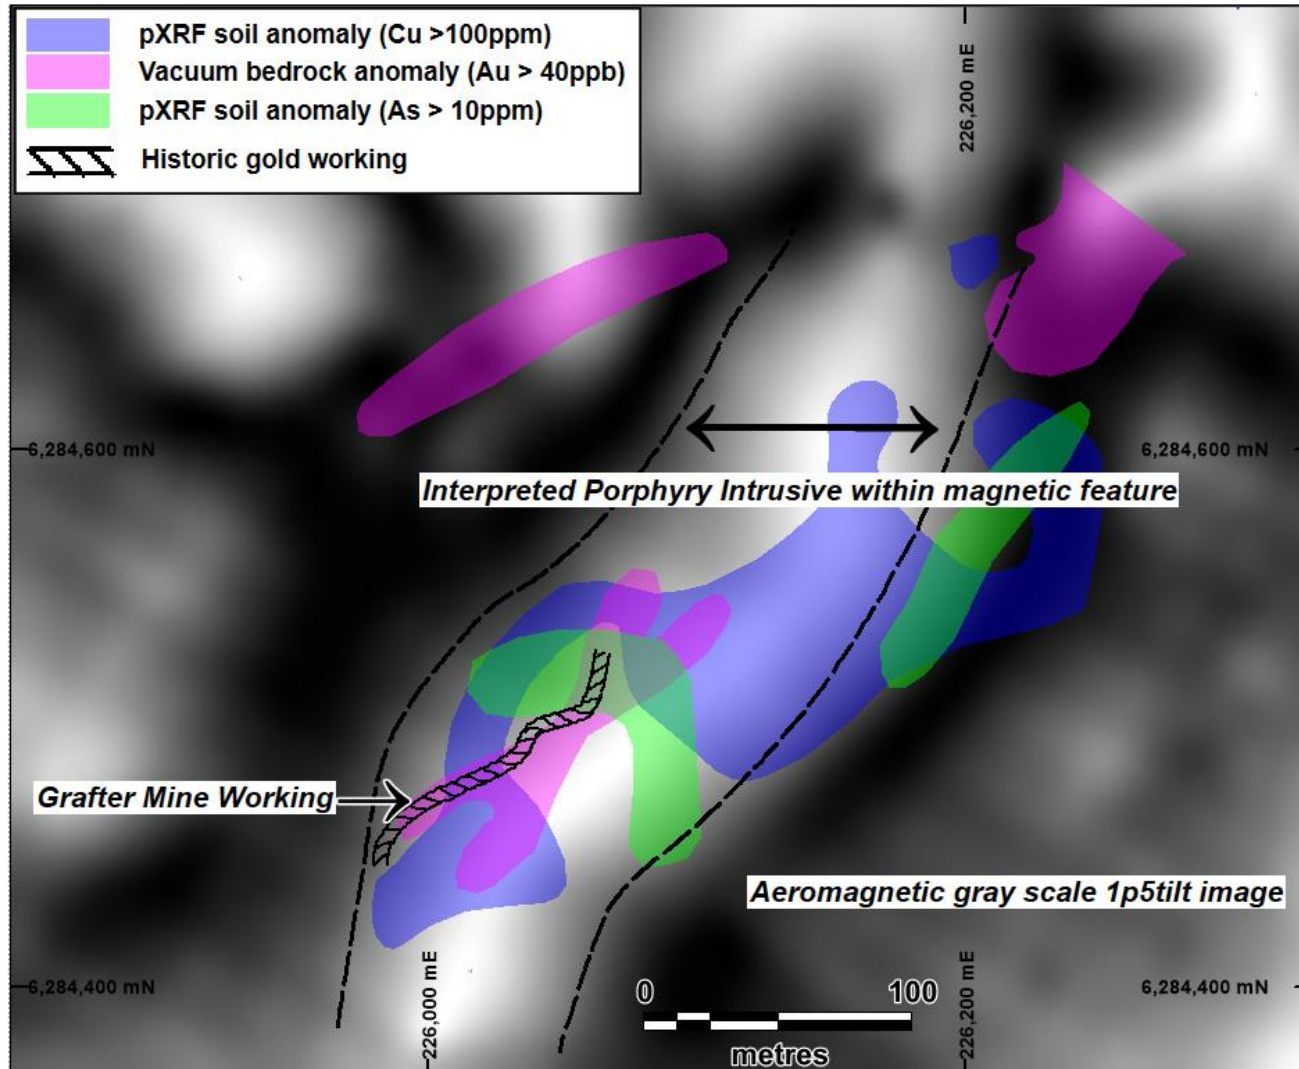 pXRF soil anomaly (Cu >100ppm)
Vacuum bedrock anomaly (Au > 40ppb)
pXRF soil anomaly (As > 10ppm)
Historic gold working
226,200 mE
6,284,600 mN
6,284,600 mN
Interpreted Porphyry Intrusive within magnetic feature
Grafter Mine Working
Aeromagnetic gray scale 1p5tilt image
6,284,400 mN
226,000 mE
0 100
metres
226,200 mE
6,284,400 mN